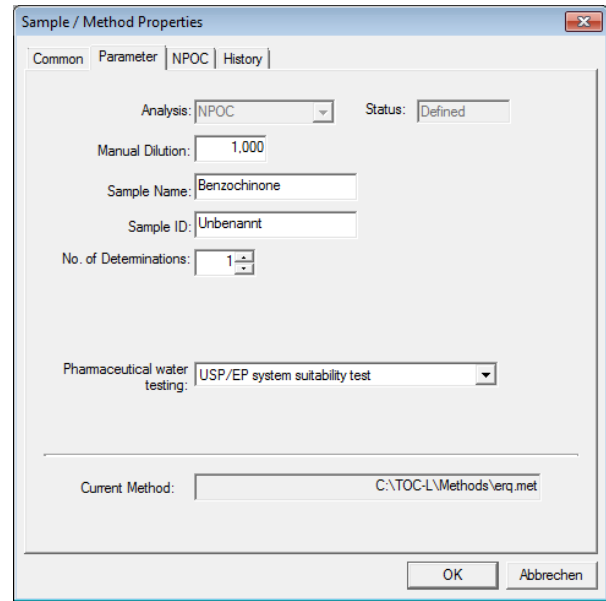 Sample / Method Properties
Common Parameter NPOC History
Analysis: NPOC Status: Defined
Manual Dilution: 1,000
Sample Name: Benzochinone
Sample ID: Unbenannt
No. of Determinations: 1
Pharmaceutical water
testing: USP/EP system suitability test
Current Method: C:\TOC-L\Methods\erq.met
OK Abbrechen